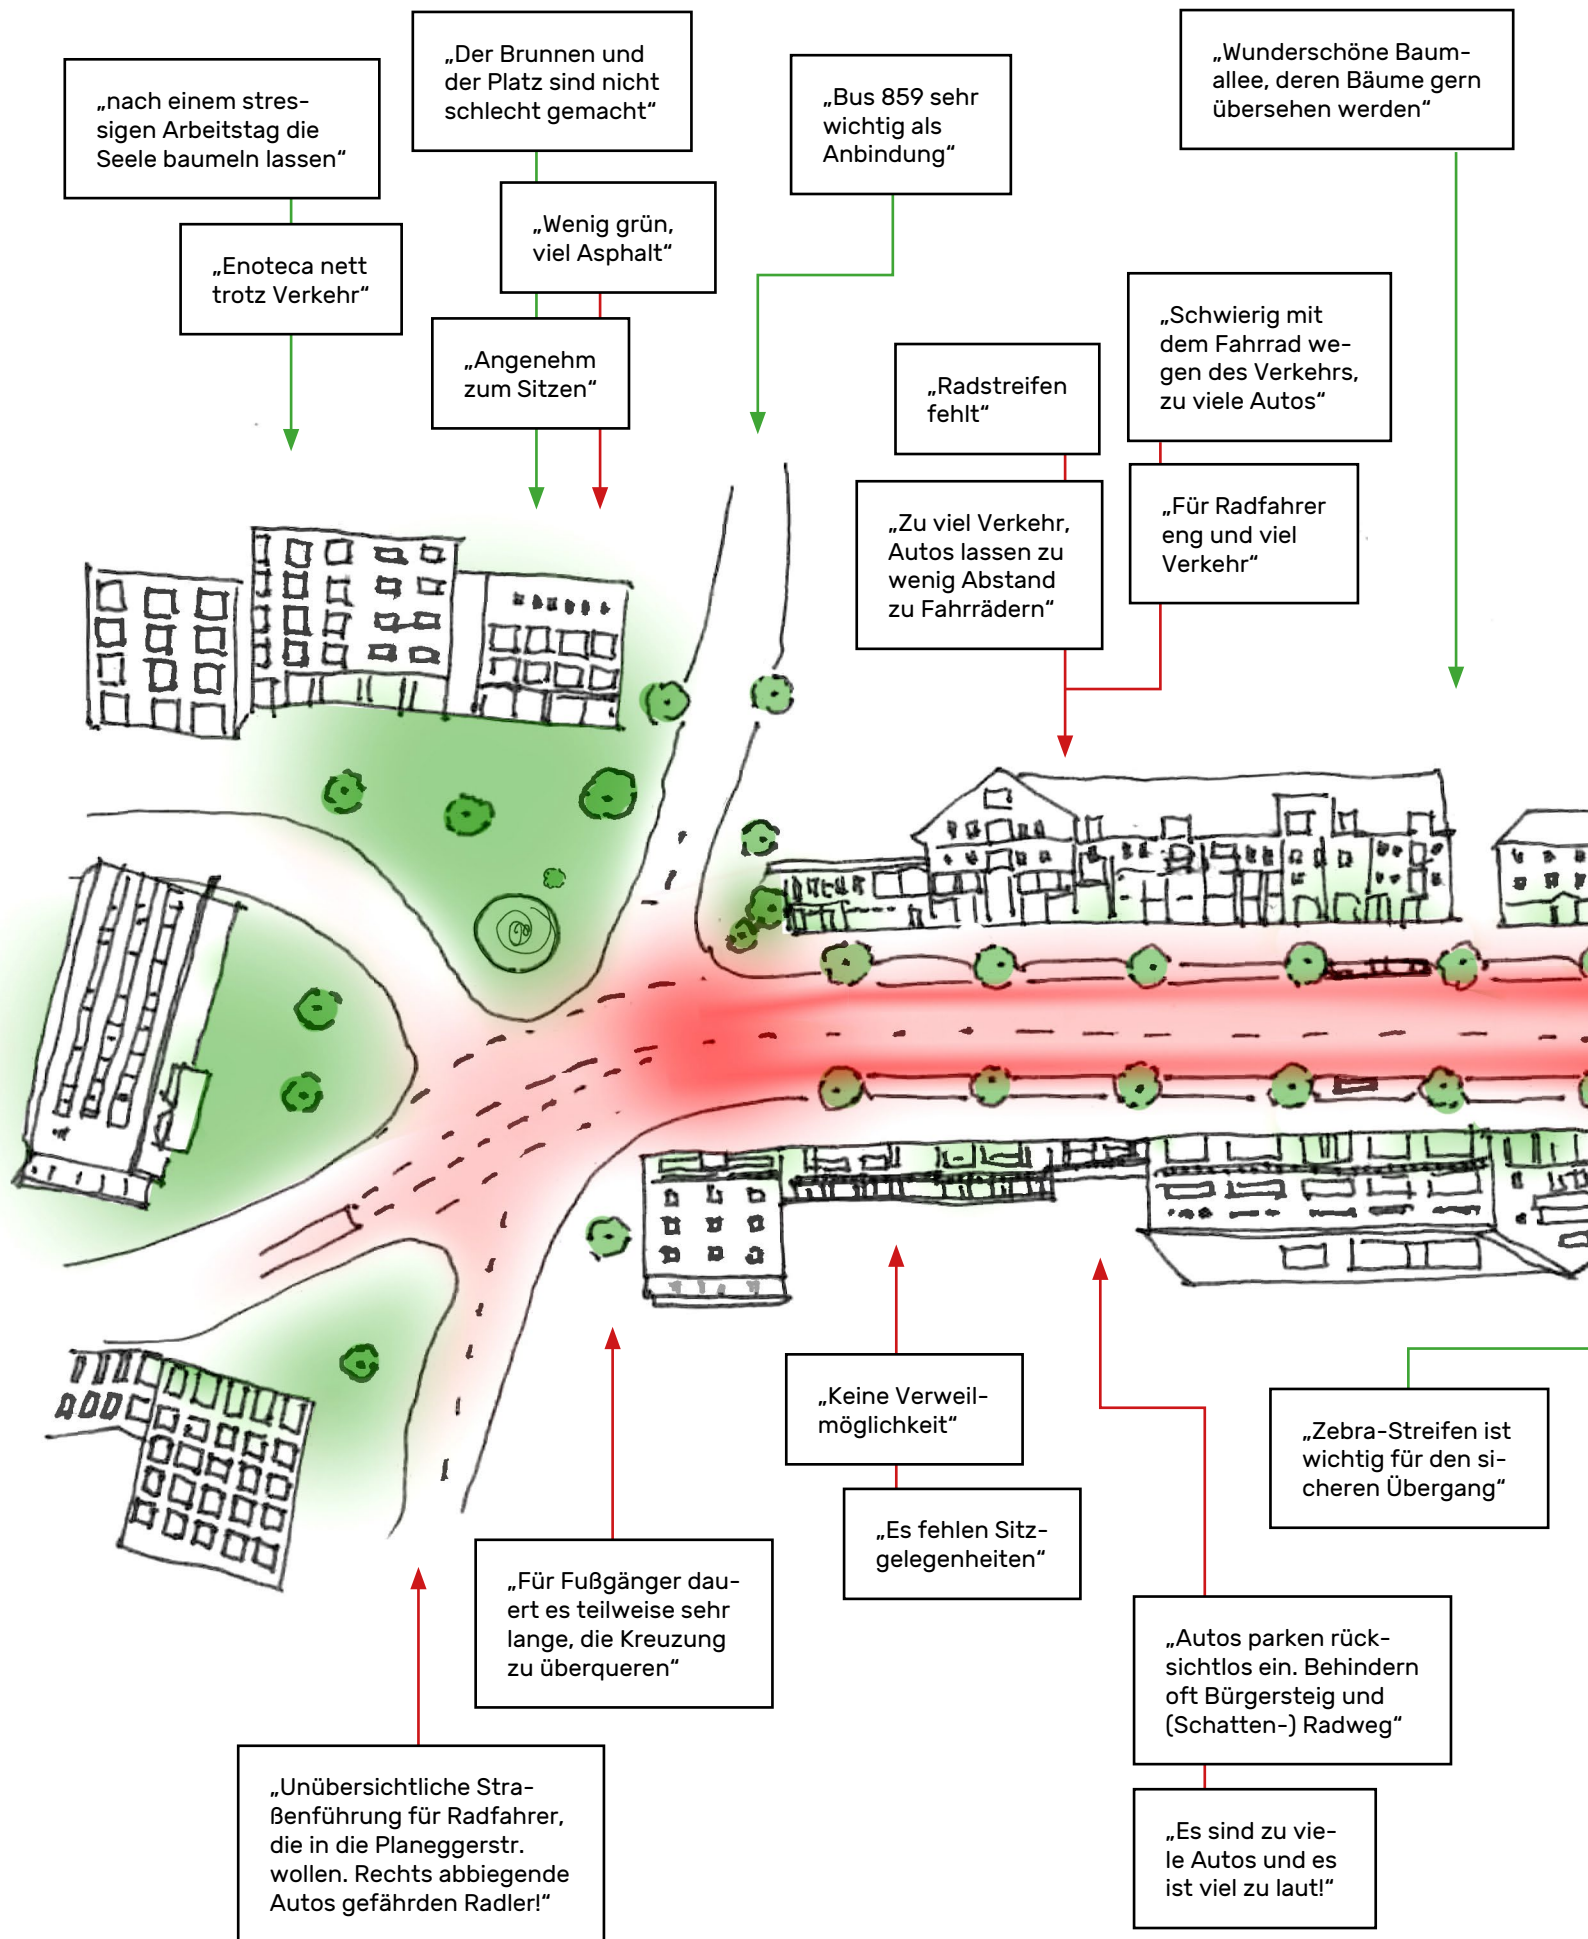 „nach einem stres-
sigen Arbeitstag die
Seele baumeln lassen“
„Der Brunnen und
der Platz sind nicht
schlecht gemacht“
„Bus 859 sehr
wichtig als
Anbindung“
„Wunderschöne Baum-
allee, deren Bäume gern
übersehen werden“
„Enoteca nett
trotz Verkehr“
„Wenig grün,
viel Asphalt“
„Angenehm
zum Sitzen“
„Radstreifen
fehlt“
„Schwierig mit
dem Fahrrad we-
gen des Verkehrs,
zu viele Autos“
„Zu viel Verkehr,
Autos lassen zu
wenig Abstand
zu Fahrrädern“
„Für Radfahrer
eng und viel
Verkehr“
„Keine Verweil-
möglichkeit“
„Es fehlen Sitz-
gelegenheiten“
„Zebra-Streifen ist
wichtig für den si-
cheren Übergang“
„Für Fußgänger dau-
ert es teilweise sehr
lange, die Kreuzung
zu überqueren“
„Autos parken rück-
sichtlos ein. Behindern
oft Bürgersteig und
(Schatten-) Radweg“
„Unübersichtliche Stra-
ßenführung für Radfahrer,
die in die Planeggerstr.
wollen. Rechts abbiegende
Autos gefährden Radler!“
„Es sind zu vie-
le Autos und es
ist viel zu laut!“